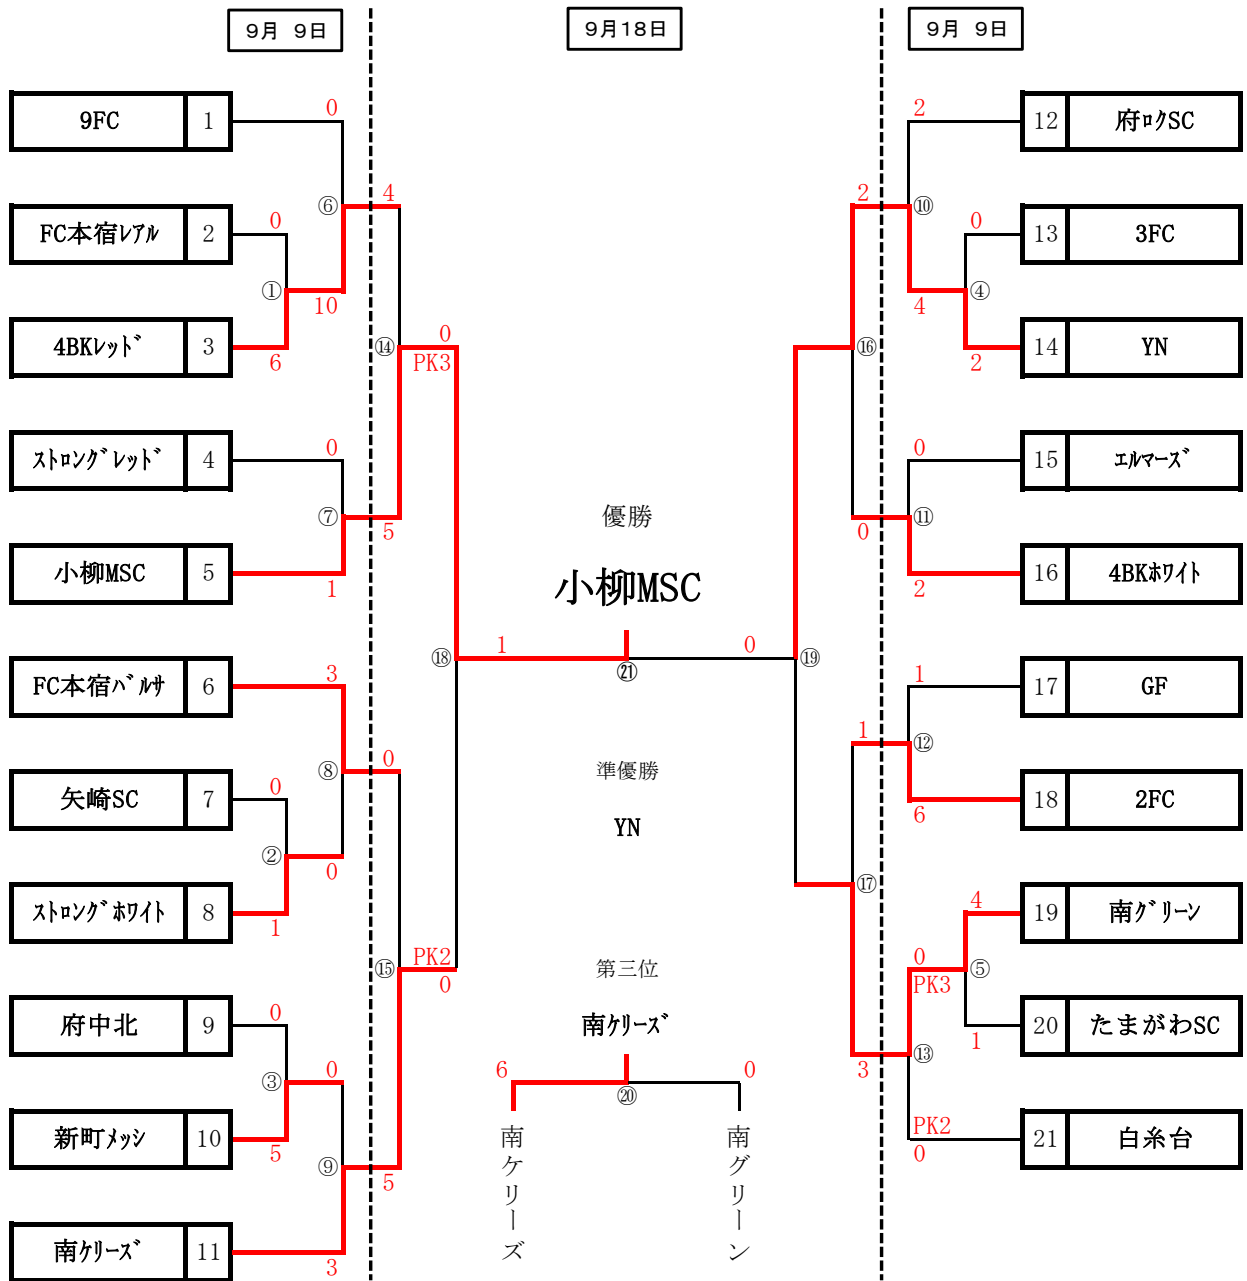 ９月　９日
９月１８日
９月　９日
9FC 1
0
FC本宿ﾚｱﾙ 2
0
①
⑥
4
10
4BKﾚｯﾄﾞ 3
6
⑭
0
PK3
ｽﾄﾛﾝｸﾞﾚｯﾄﾞ 4
0
⑦
5
小柳MSC 5
1
FC本宿ﾊﾞﾙｻ 6
3
⑱
1
⑧
0
矢崎SC 7
0
②
0
ｽﾄﾛﾝｸﾞﾎﾜｲﾄ 8
1
⑮
PK2
0
府中北 9
0
③
0
新町ﾒｯｼ 10
5
⑨
5
南ｹﾘｰｽﾞ 11
3
優勝
小柳MSC
㉑
0
準優勝
YN
第三位
南ｹﾘｰｽﾞ
6
⑳
0
南ケリーズ
南グリーン
2
12 府ﾛｸSC
2
⑩
0
13 3FC
④
4
14 YN
2
⑯
0
15 ｴﾙﾏｰｽﾞ
0
⑪
16 4BKﾎﾜｲﾄ
2
⑲
1
17 GF
1
⑫
18 2FC
6
⑰
4
19 南ｸﾞﾘｰﾝ
0
PK3
⑤
20 たまがわSC
1
3
⑬
PK2
0
21 白糸台